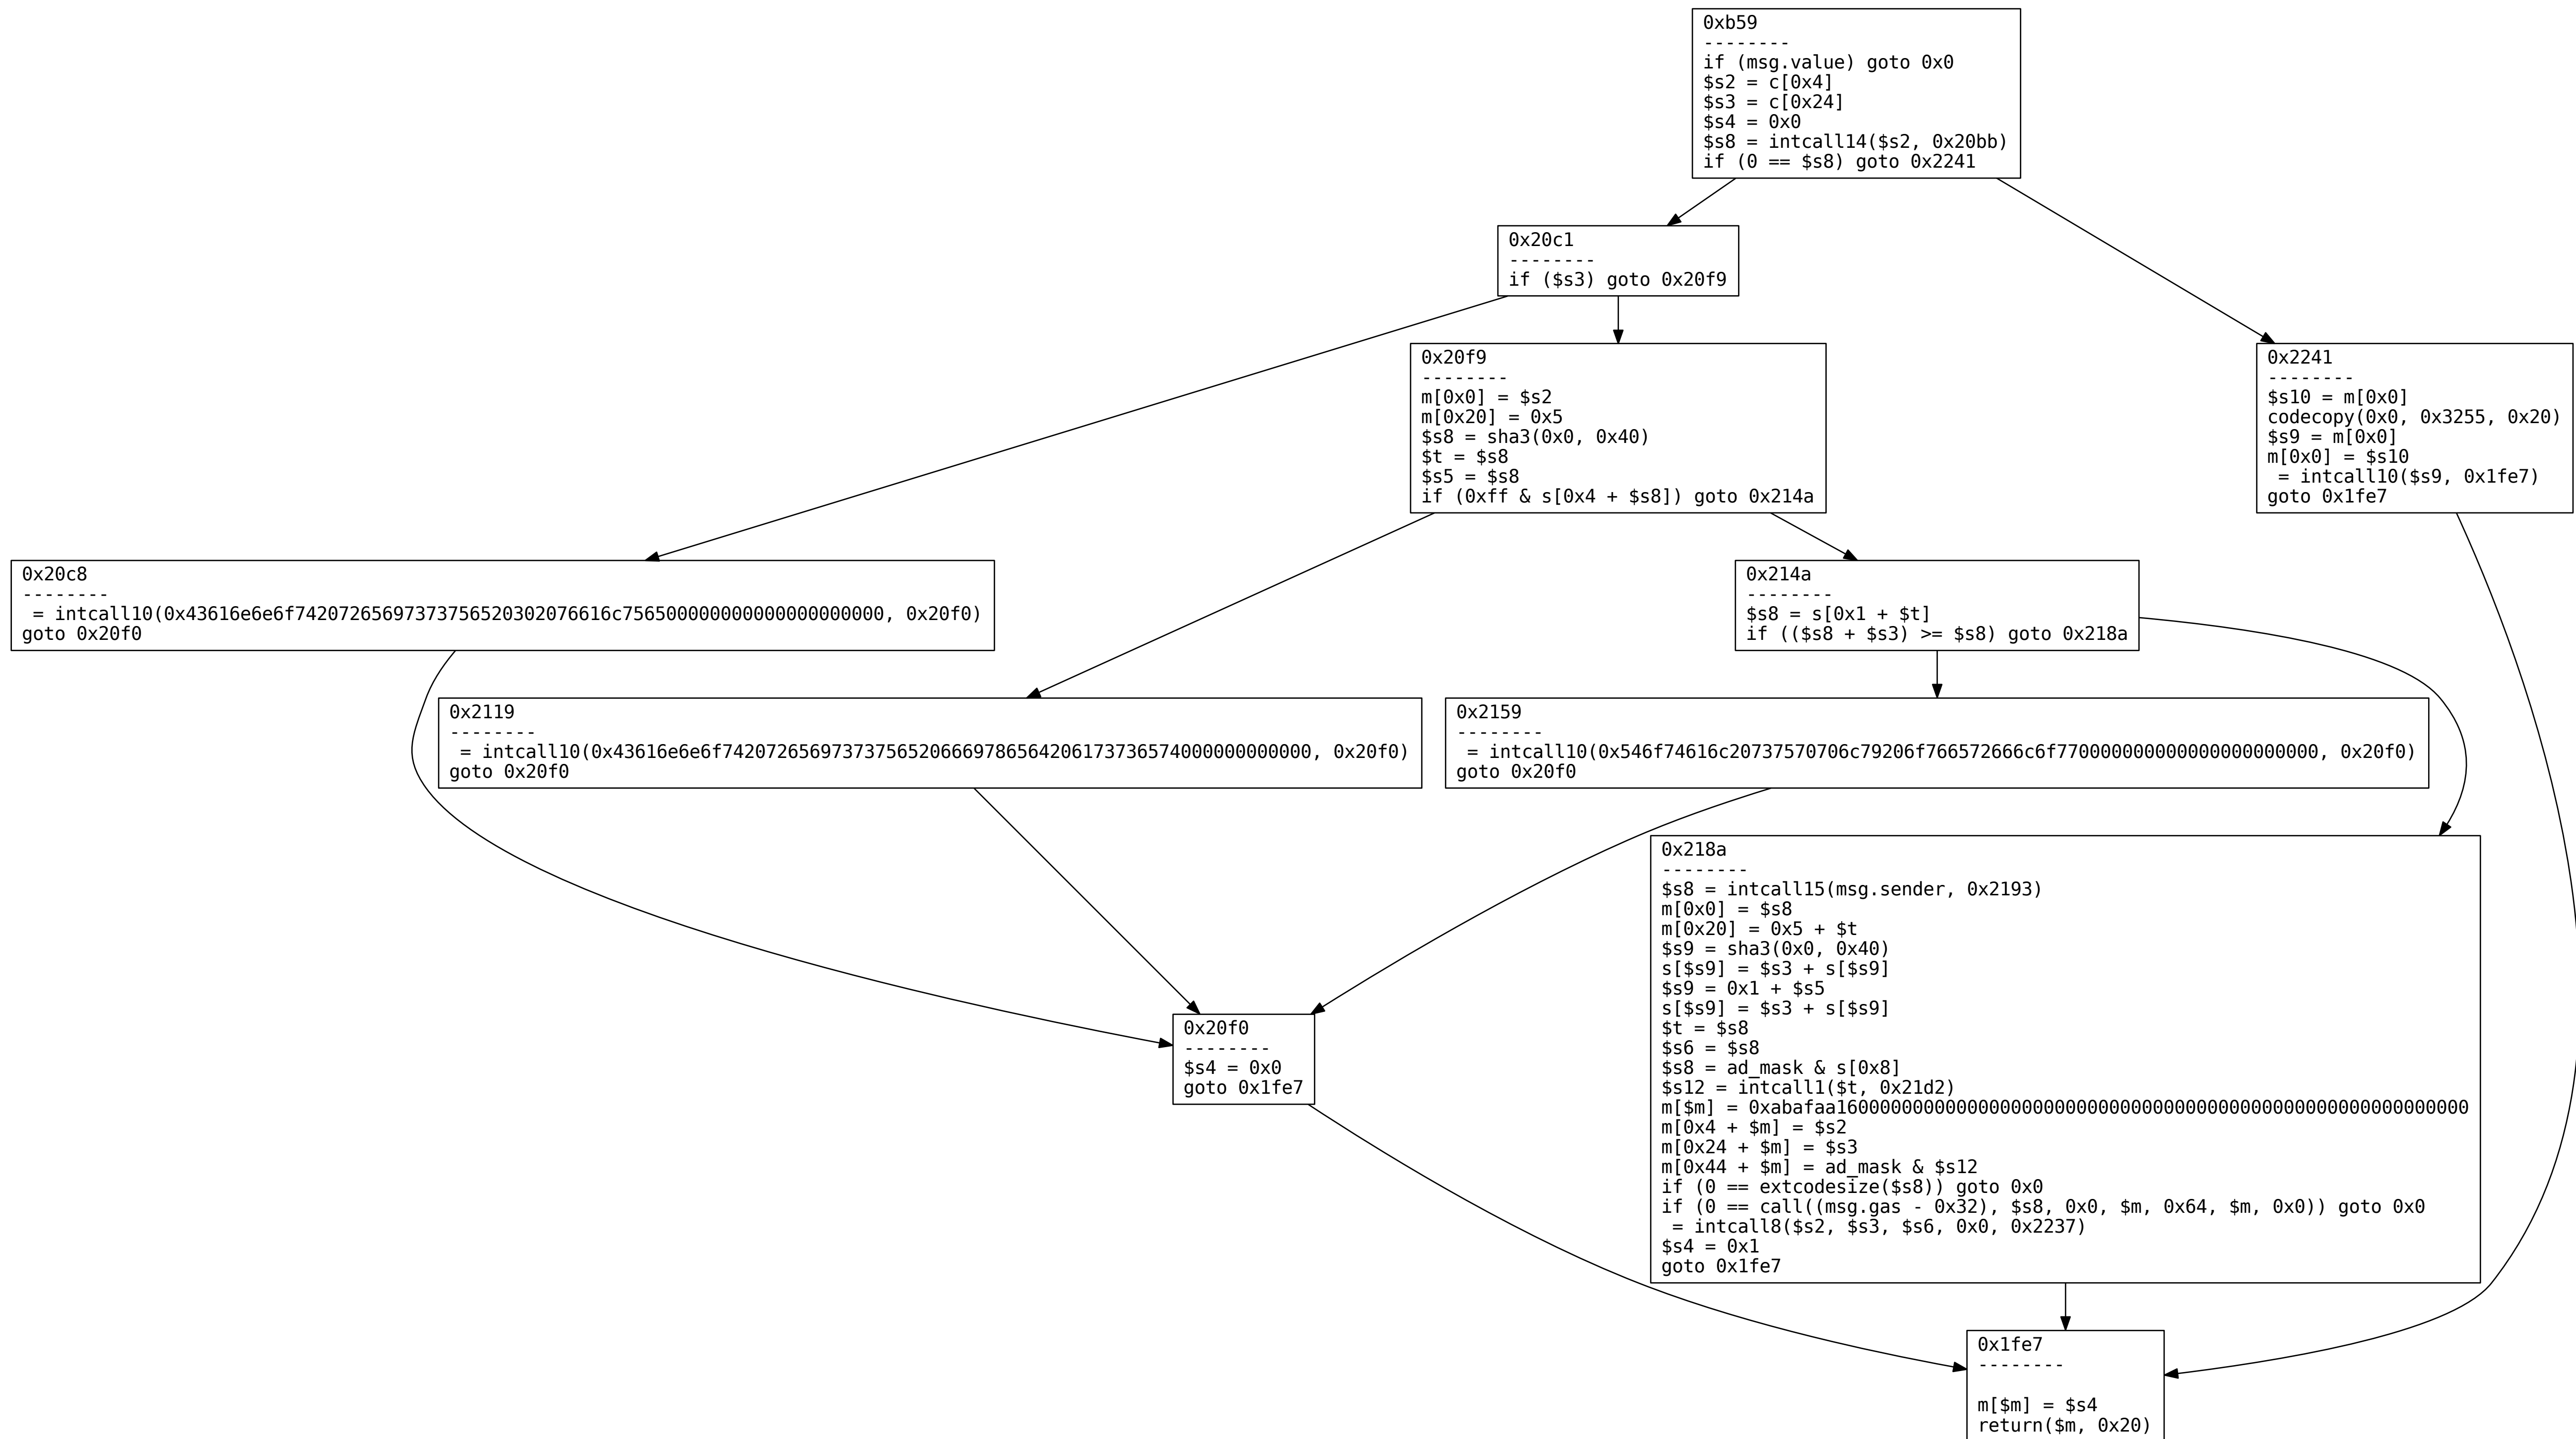 0xb59
--------
if (msg.value) goto 0x0
$s2 = c[0x4]
$s3 = c[0x24]
$s4 = 0x0
$s8 = intcall14($s2, 0x20bb)
if (0 == $s8) goto 0x2241
0x20c1
--------
if ($s3) goto 0x20f9
0x20f9
--------
m[0x0] = $s2
m[0x20] = 0x5
$s8 = sha3(0x0, 0x40)
$t = $s8
$s5 = $s8
if (0xff & s[0x4 + $s8]) goto 0x214a
0x2241
--------
$s10 = m[0x0]
codecopy(0x0, 0x3255, 0x20)
$s9 = m[0x0]
m[0x0] = $s10
= intcall10($s9, 0x1fe7)
goto 0x1fe7
0x20c8
--------
= intcall10(0x43616e6e6f74207265697373756520302076616c75650000000000000000000000, 0x20f0)
goto 0x20f0
0x214a
--------
$s8 = s[0x1 + $t]
if (($s8 + $s3) >= $s8) goto 0x218a
0x2119
--------
= intcall10(0x43616e6e6f742072656973737565206669786564206173736574000000000000, 0x20f0)
goto 0x20f0
0x2159
--------
= intcall10(0x546f74616c20737570706c79206f766572666c6f770000000000000000000000, 0x20f0)
goto 0x20f0
0x218a
--------
$s8 = intcall15(msg.sender, 0x2193)
m[0x0] = $s8
m[0x20] = 0x5 + $t
$s9 = sha3(0x0, 0x40)
s[$s9] = $s3 + s[$s9]
$s9 = 0x1 + $s5
s[$s9] = $s3 + s[$s9]
$t = $s8
$s6 = $s8
$s8 = ad_mask & s[0x8]
$s12 = intcall1($t, 0x21d2)
m[$m] = 0xabafaa1600000000000000000000000000000000000000000000000000000000
m[0x4 + $m] = $s2
m[0x24 + $m] = $s3
m[0x44 + $m] = ad_mask & $s12
if (0 == extcodesize($s8)) goto 0x0
if (0 == call((msg.gas - 0x32), $s8, 0x0, $m, 0x64, $m, 0x0)) goto 0x0
= intcall8($s2, $s3, $s6, 0x0, 0x2237)
$s4 = 0x1
goto 0x1fe7
0x20f0
--------
$s4 = 0x0
goto 0x1fe7
0x1fe7
--------
m[$m] = $s4
return($m, 0x20)